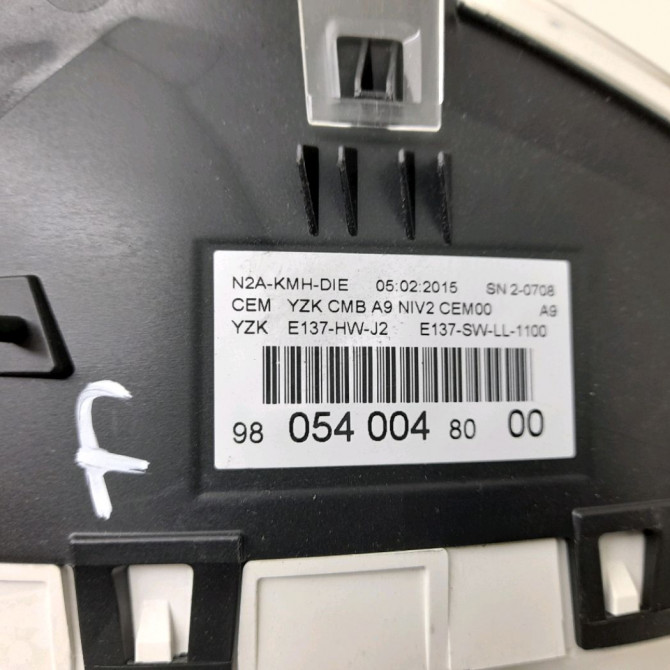 N2A-KMH-DIE 05:02:2015 SN 2-0708
CEM YZK CMB A9 NIV2 CEM00 A9
YZK E137-HW-J2 E137-SW-LL-1100
98 054 004 80 00